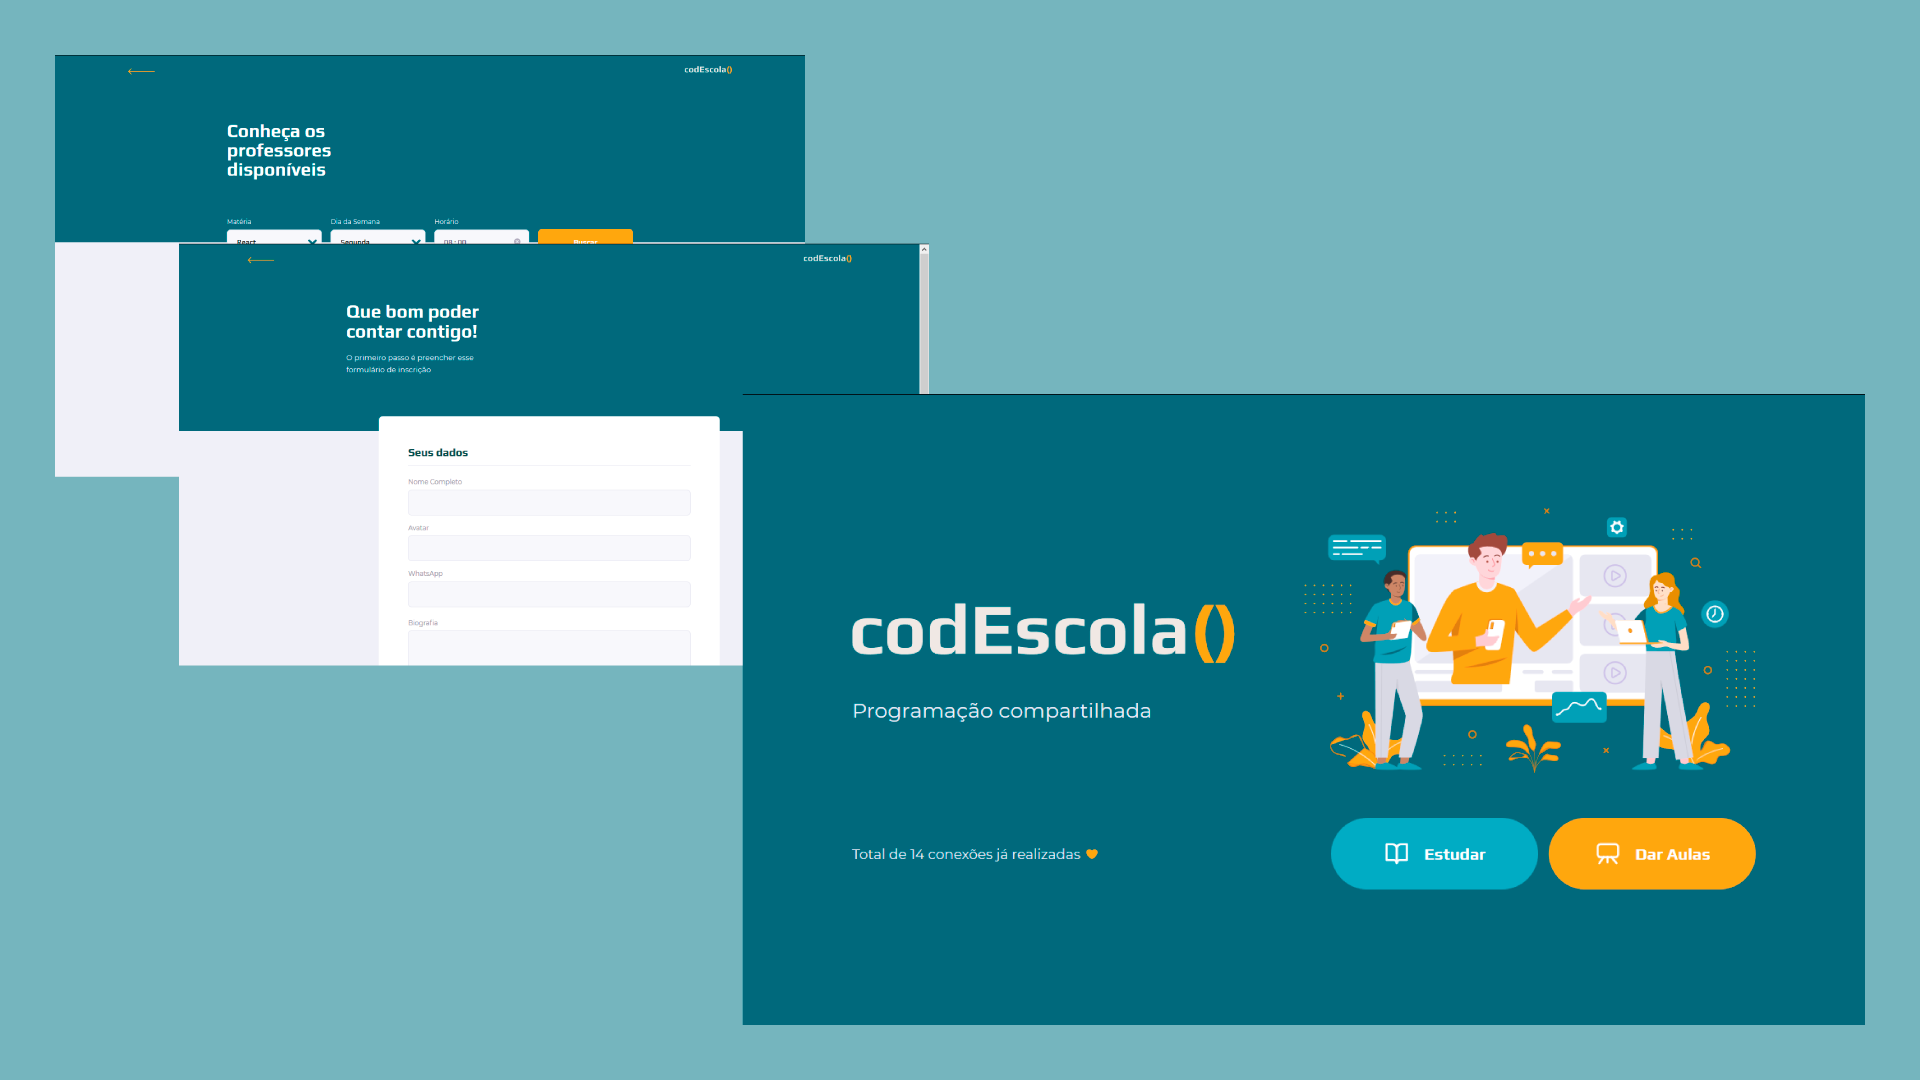 codEscola()
Conheça os
professores
disponíveis
Matéria
Dia da Semana
Horário
React
Segunda
08:00
Buscar
codEscola()
Que bom poder
contar contigo!
O primeiro passo é preencher esse
formulário de inscrição
Seus dados
Nome Completo
Avatar
WhatsApp
Biografia
codEscola()
Programação compartilhada
Total de 14 conexões já realizadas
Estudar
Dar Aulas